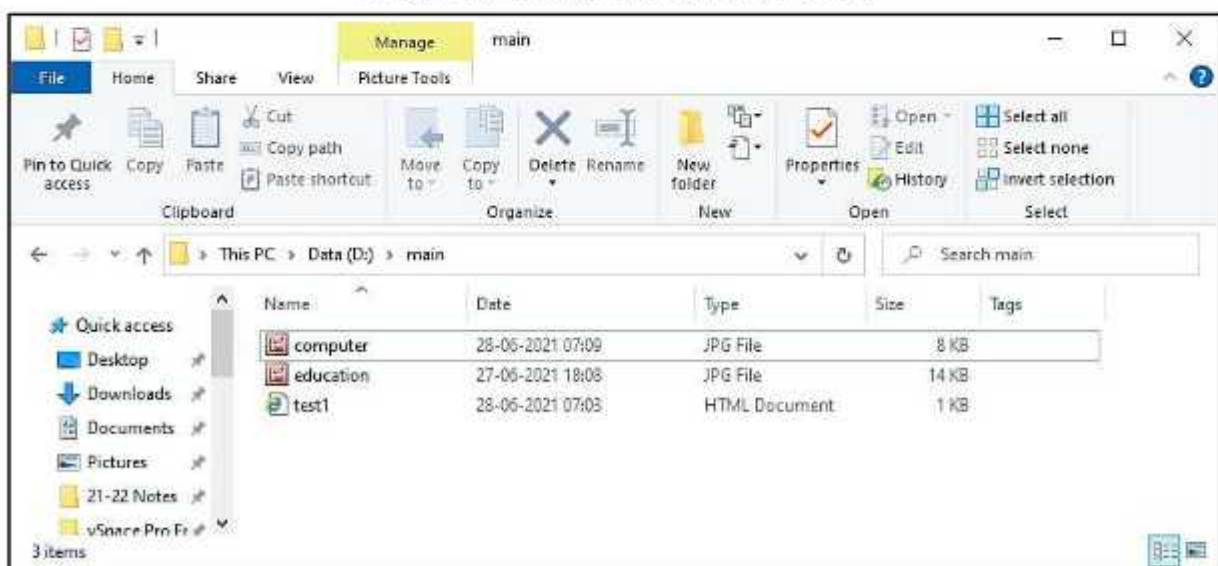 Manage main
File Home Share View Picture Tools
Cut
Copy path
Paste shortcut
Pin to Quick access Copy Paste
Move to Copy to Delete Rename
New folder
Properties
Open
Edit
History
Select all
Select none
Invert selection
Clipboard Organize New Open Select
This PC > Data (D:) > main
Search main
Name Date Type Size Tags
computer 28-06-2021 07:09 JPG File 8 KB
education 27-06-2021 18:08 JPG File 14 KB
test1 28-06-2021 07:03 HTML Document 1 KB
Quick access
Desktop
Downloads
Documents
Pictures
21-22 Notes
vSpace Pro
3 items